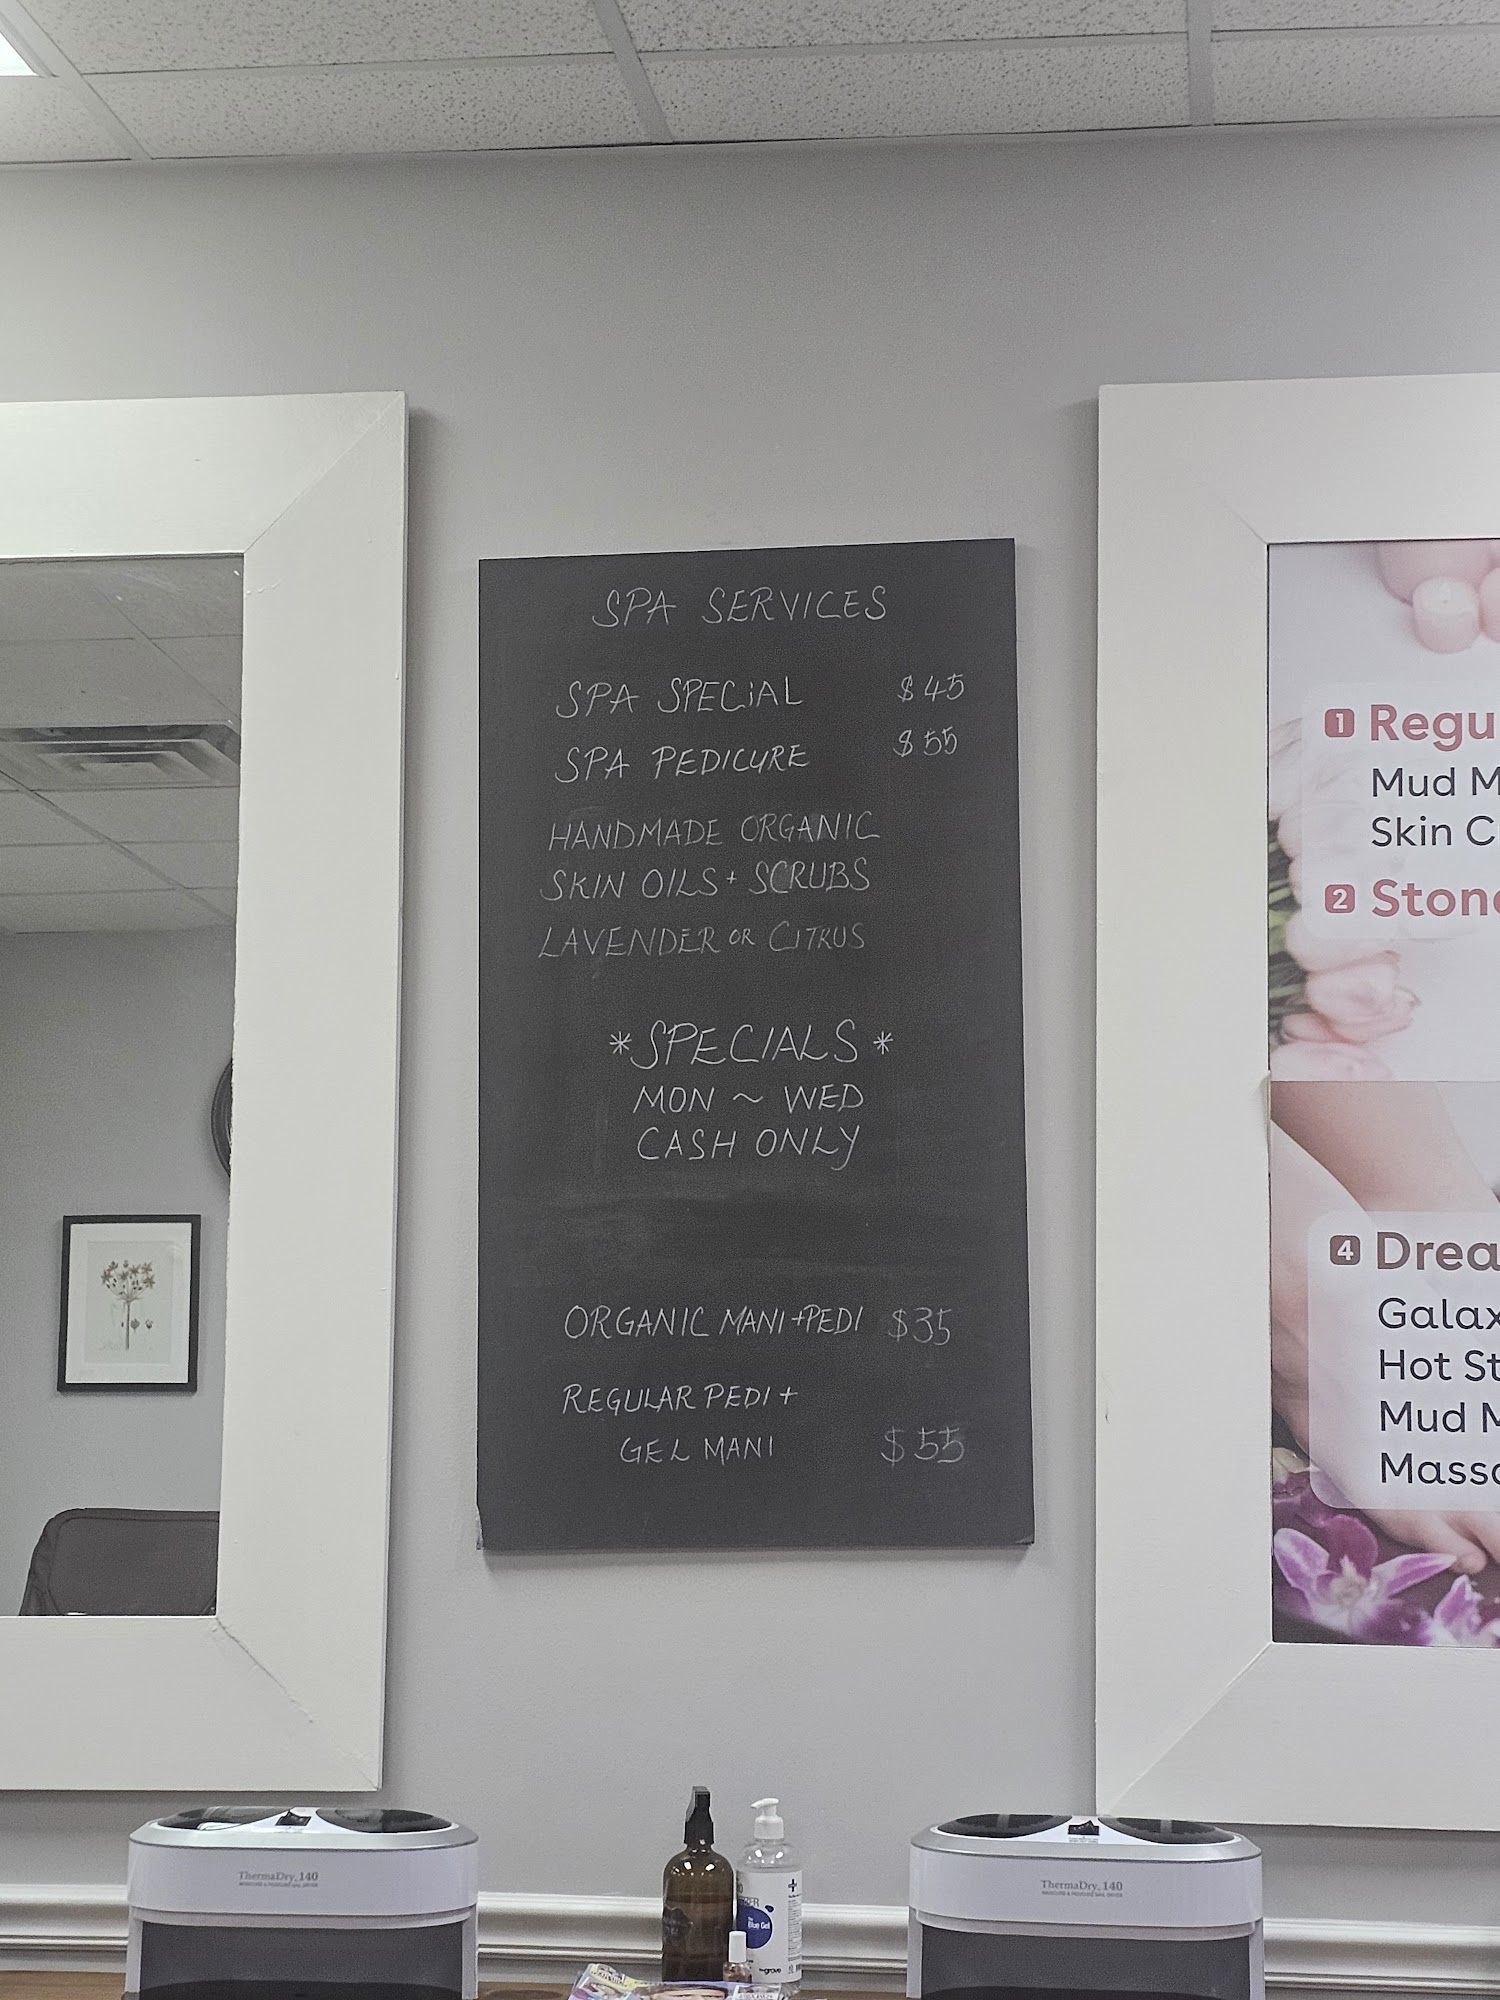 SPA SERVICES
SPA SPECiAL $45
SPA PEDICURE $55
HANDMADE ORGANIC
SKIN OILS + SCRUBS
LAVENDER OR CITRUS
*SPECIALS*
MON ~ WED
CASH ONLY
ORGANIC MANI+PEDI $35
REGULAR PEDI +
GEL MANI $55
1 Regu
Mud M
Skin C
2 Ston
4 Drea
Galax
Hot St
Mud M
Massa
ThermaDry 140
ThermaDry 140
Blue Gel